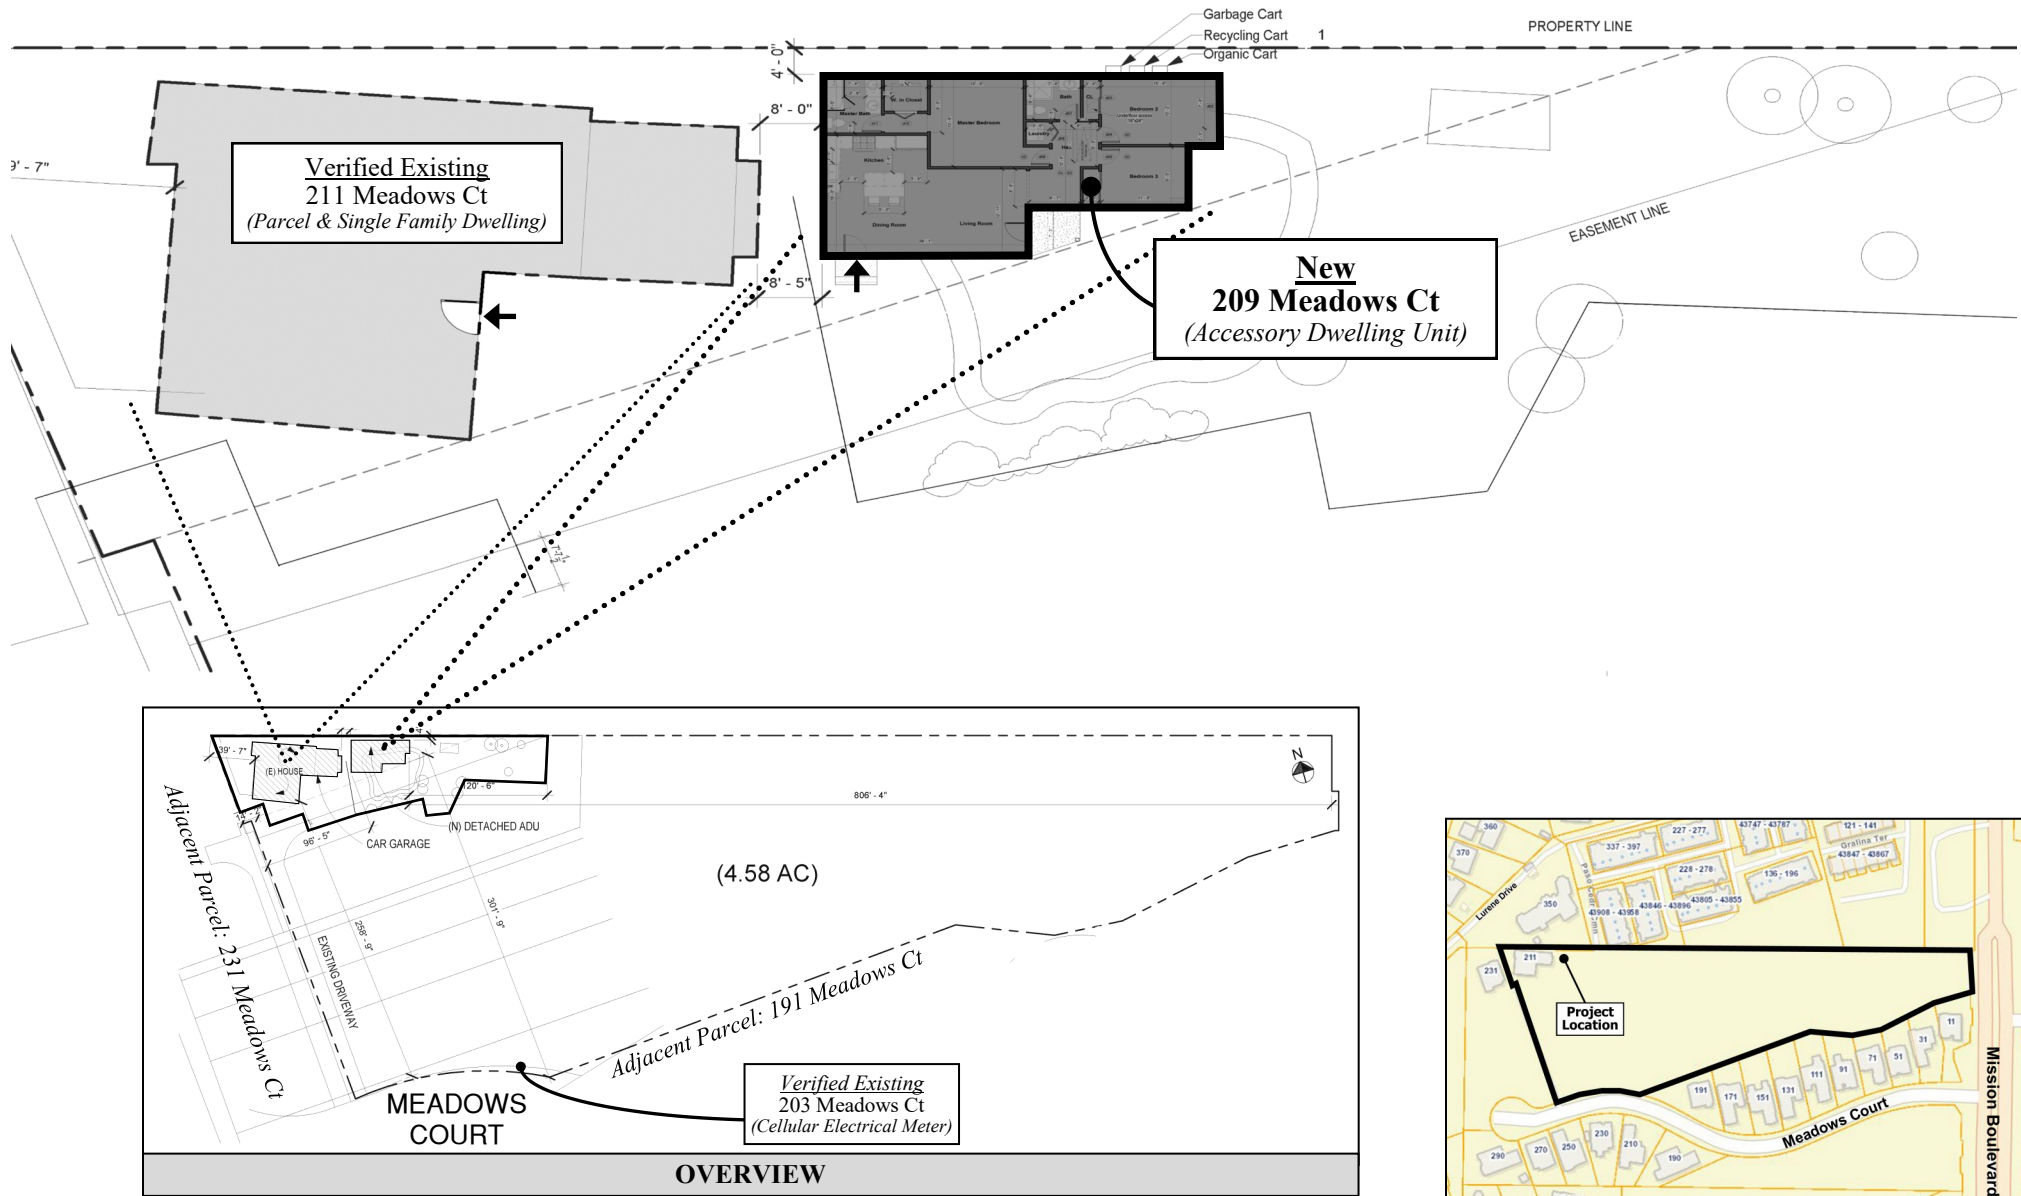 Garbage Cart
Recycling Cart
Organic Cart
1
PROPERTY LINE
4' - 0"
8' - 0"
9' - 7"
Verified Existing
211 Meadows Ct
(Parcel & Single Family Dwelling)
Master Bath
W. in Closet
Master Bedroom
Bath
CL
Bedroom 2
Laundry
Kitchen
Bedroom 3
Dining Room
Living Room
8' - 5"
EASEMENT LINE
New
209 Meadows Ct
(Accessory Dwelling Unit)
39' - 7"
(E) HOUSE
120' - 6"
806' - 4"
N
96' - 5"
(N) DETACHED ADU
CAR GARAGE
(4.58 AC)
Adjacent Parcel: 231 Meadows Ct
EXISTING DRIVEWAY
258' - 9"
301' - 9"
Adjacent Parcel: 191 Meadows Ct
MEADOWS
COURT
Verified Existing
203 Meadows Ct
(Cellular Electrical Meter)
OVERVIEW
360
370
337 - 397
227 - 277
43747 - 43787
121 - 141
Gralina Ter
43847 - 43867
228 - 278
136 - 196
Lurene Drive
350
43908 - 43958
43846 - 43896
43805 - 43855
231
211
Project
Location
11
31
51
71
91
111
131
151
171
191
Meadows Court
Mission Boulevard
290
270
250
230
210
190